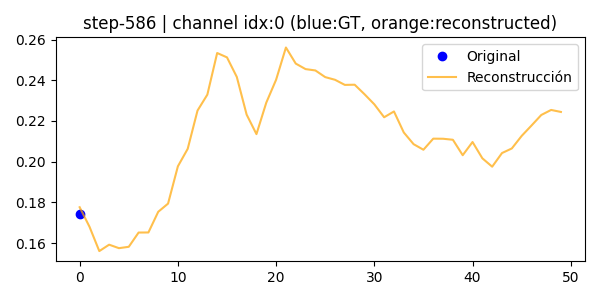 step-586 | channel idx:0 (blue:GT, orange:reconstructed)
Original
Reconstrucción
0.26
0.24
0.22
0.20
0.18
0.16
0 10 20 30 40 50